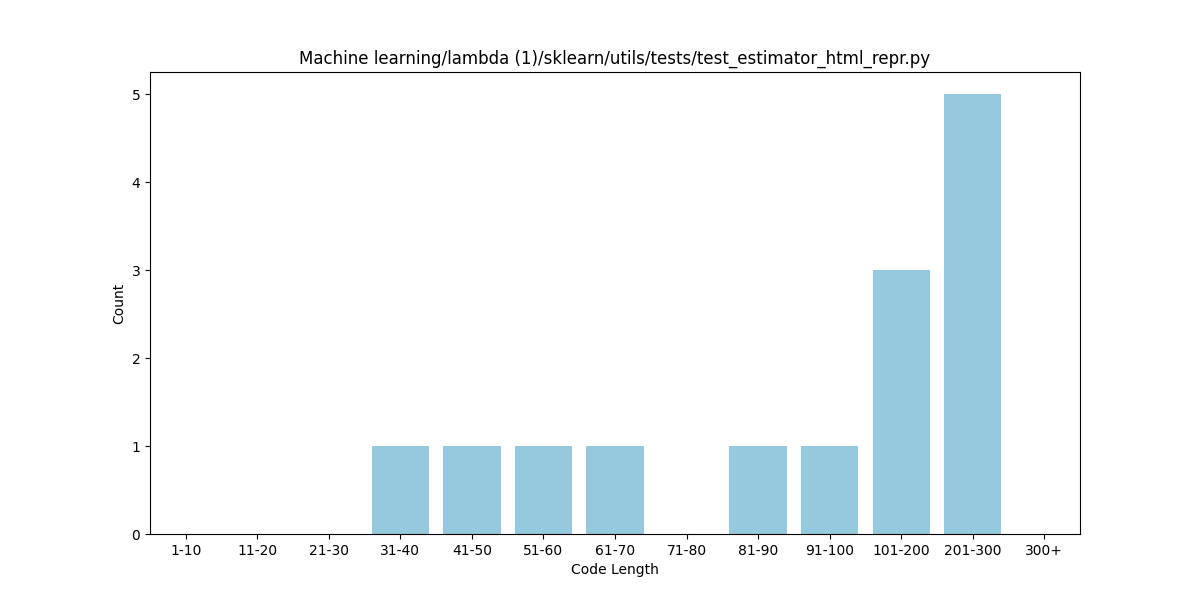 Machine learning/lambda (1)/sklearn/utils/tests/test_estimator_html_repr.py
5
4
3
2
1
0
Count
1-10 11-20 21-30 31-40 41-50 51-60 61-70 71-80 81-90 91-100 101-200 201-300 300+
Code Length